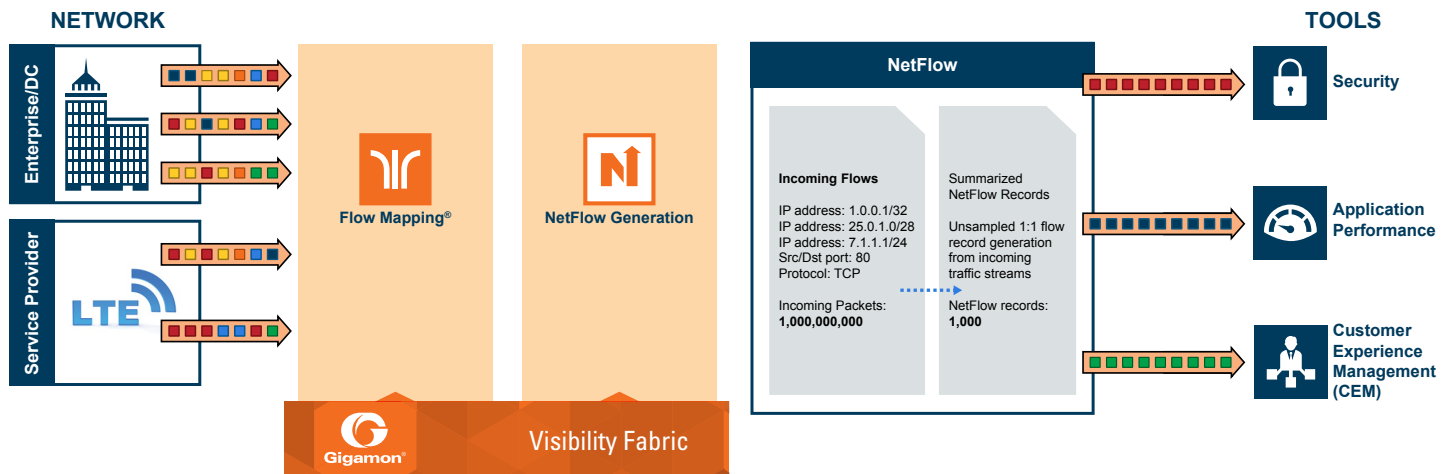 NETWORK
Enterprise/DC
Service Provider
LTE
Flow Mapping®
NetFlow Generation
Gigamon®
Visibility Fabric
NetFlow
Incoming Flows
IP address: 1.0.0.1/32
IP address: 25.0.1.0/28
IP address: 7.1.1.1/24
Src/Dst port: 80
Protocol: TCP
Incoming Packets:
1,000,000,000
Summarized
NetFlow Records
Unsampled 1:1 flow
record generation
from incoming
traffic streams
NetFlow records:
1,000
TOOLS
Security
Application
Performance
Customer
Experience
Management
(CEM)